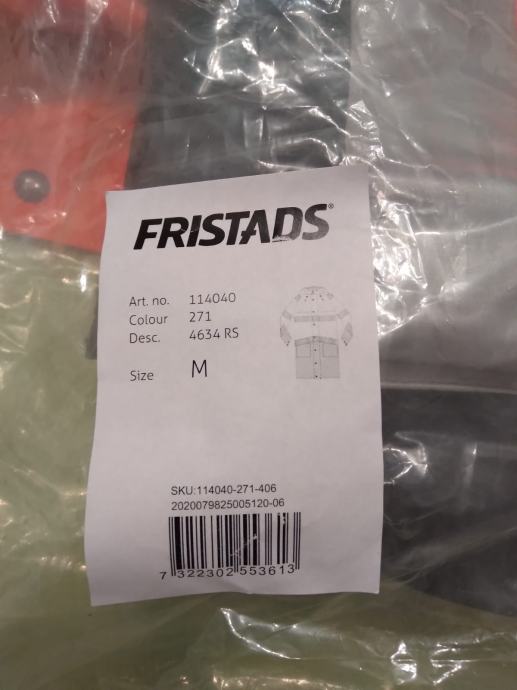 FRISTADS®
Art. no. 114040
Colour 271
Desc. 4634 RS
Size M
SKU:114040-271-406
2020079825005120-06
7 322302 553613